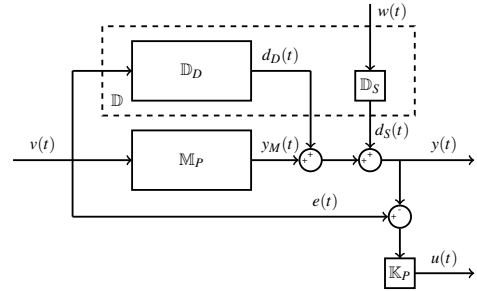 w(t)
d_D(t)
𝔻_D
𝔻_S
𝔻
d_S(t)
v(t)
y_M(t)
y(t)
𝕄_P
+
+
+
+
e(t)
-
+
u(t)
𝕂_P